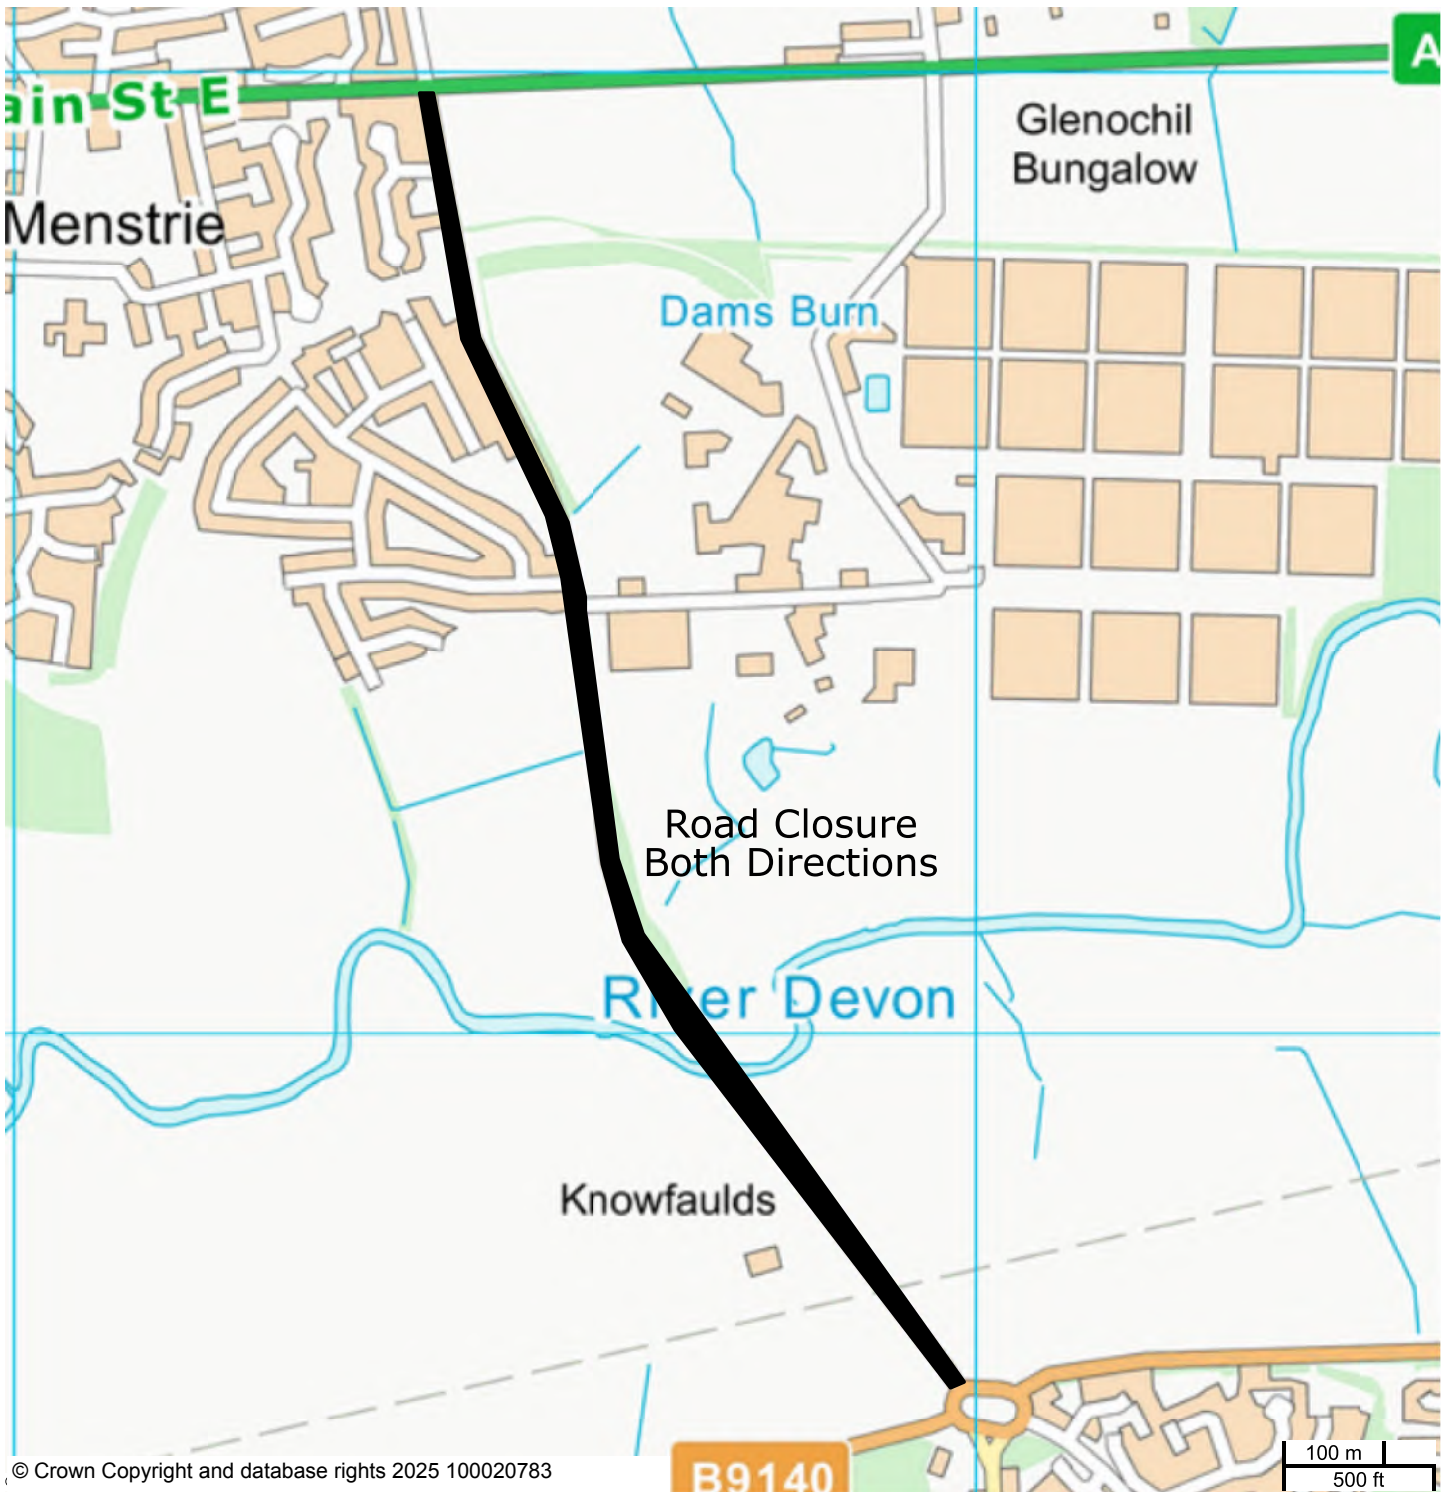 A
ain St E
Glenochil
Bungalow
Menstrie
Dams Burn
Road Closure
Both Directions
River Devon
Knowfaulds
B9140
100 m
500 ft
© Crown Copyright and database rights 2025 100020783